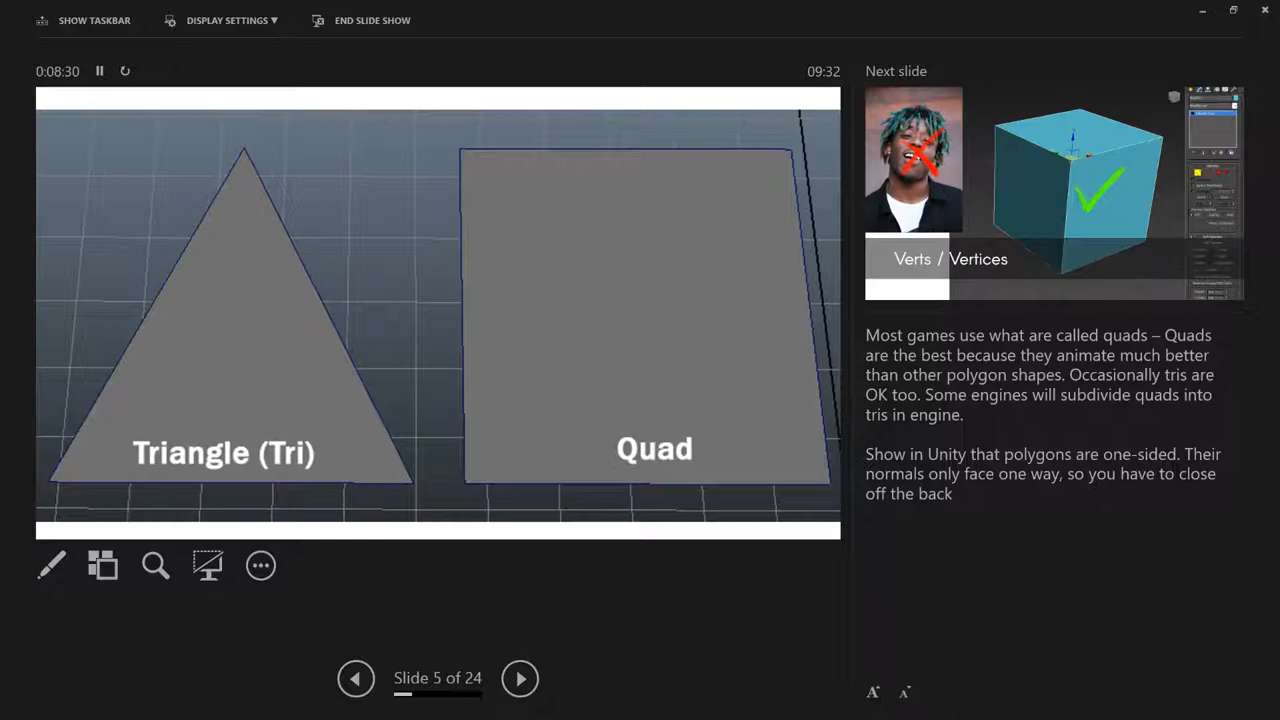 SHOW TASKBAR
DISPLAY SETTINGS ▼
END SLIDE SHOW
0:08:30
09:32
Triangle (Tri)
Quad
Slide 5 of 24
Next slide
Verts / Vertices
Most games use what are called quads – Quads
are the best because they animate much better
than other polygon shapes. Occasionally tris are
OK too. Some engines will subdivide quads into
tris in engine.
Show in Unity that polygons are one-sided. Their
normals only face one way, so you have to close
off the back
A
A